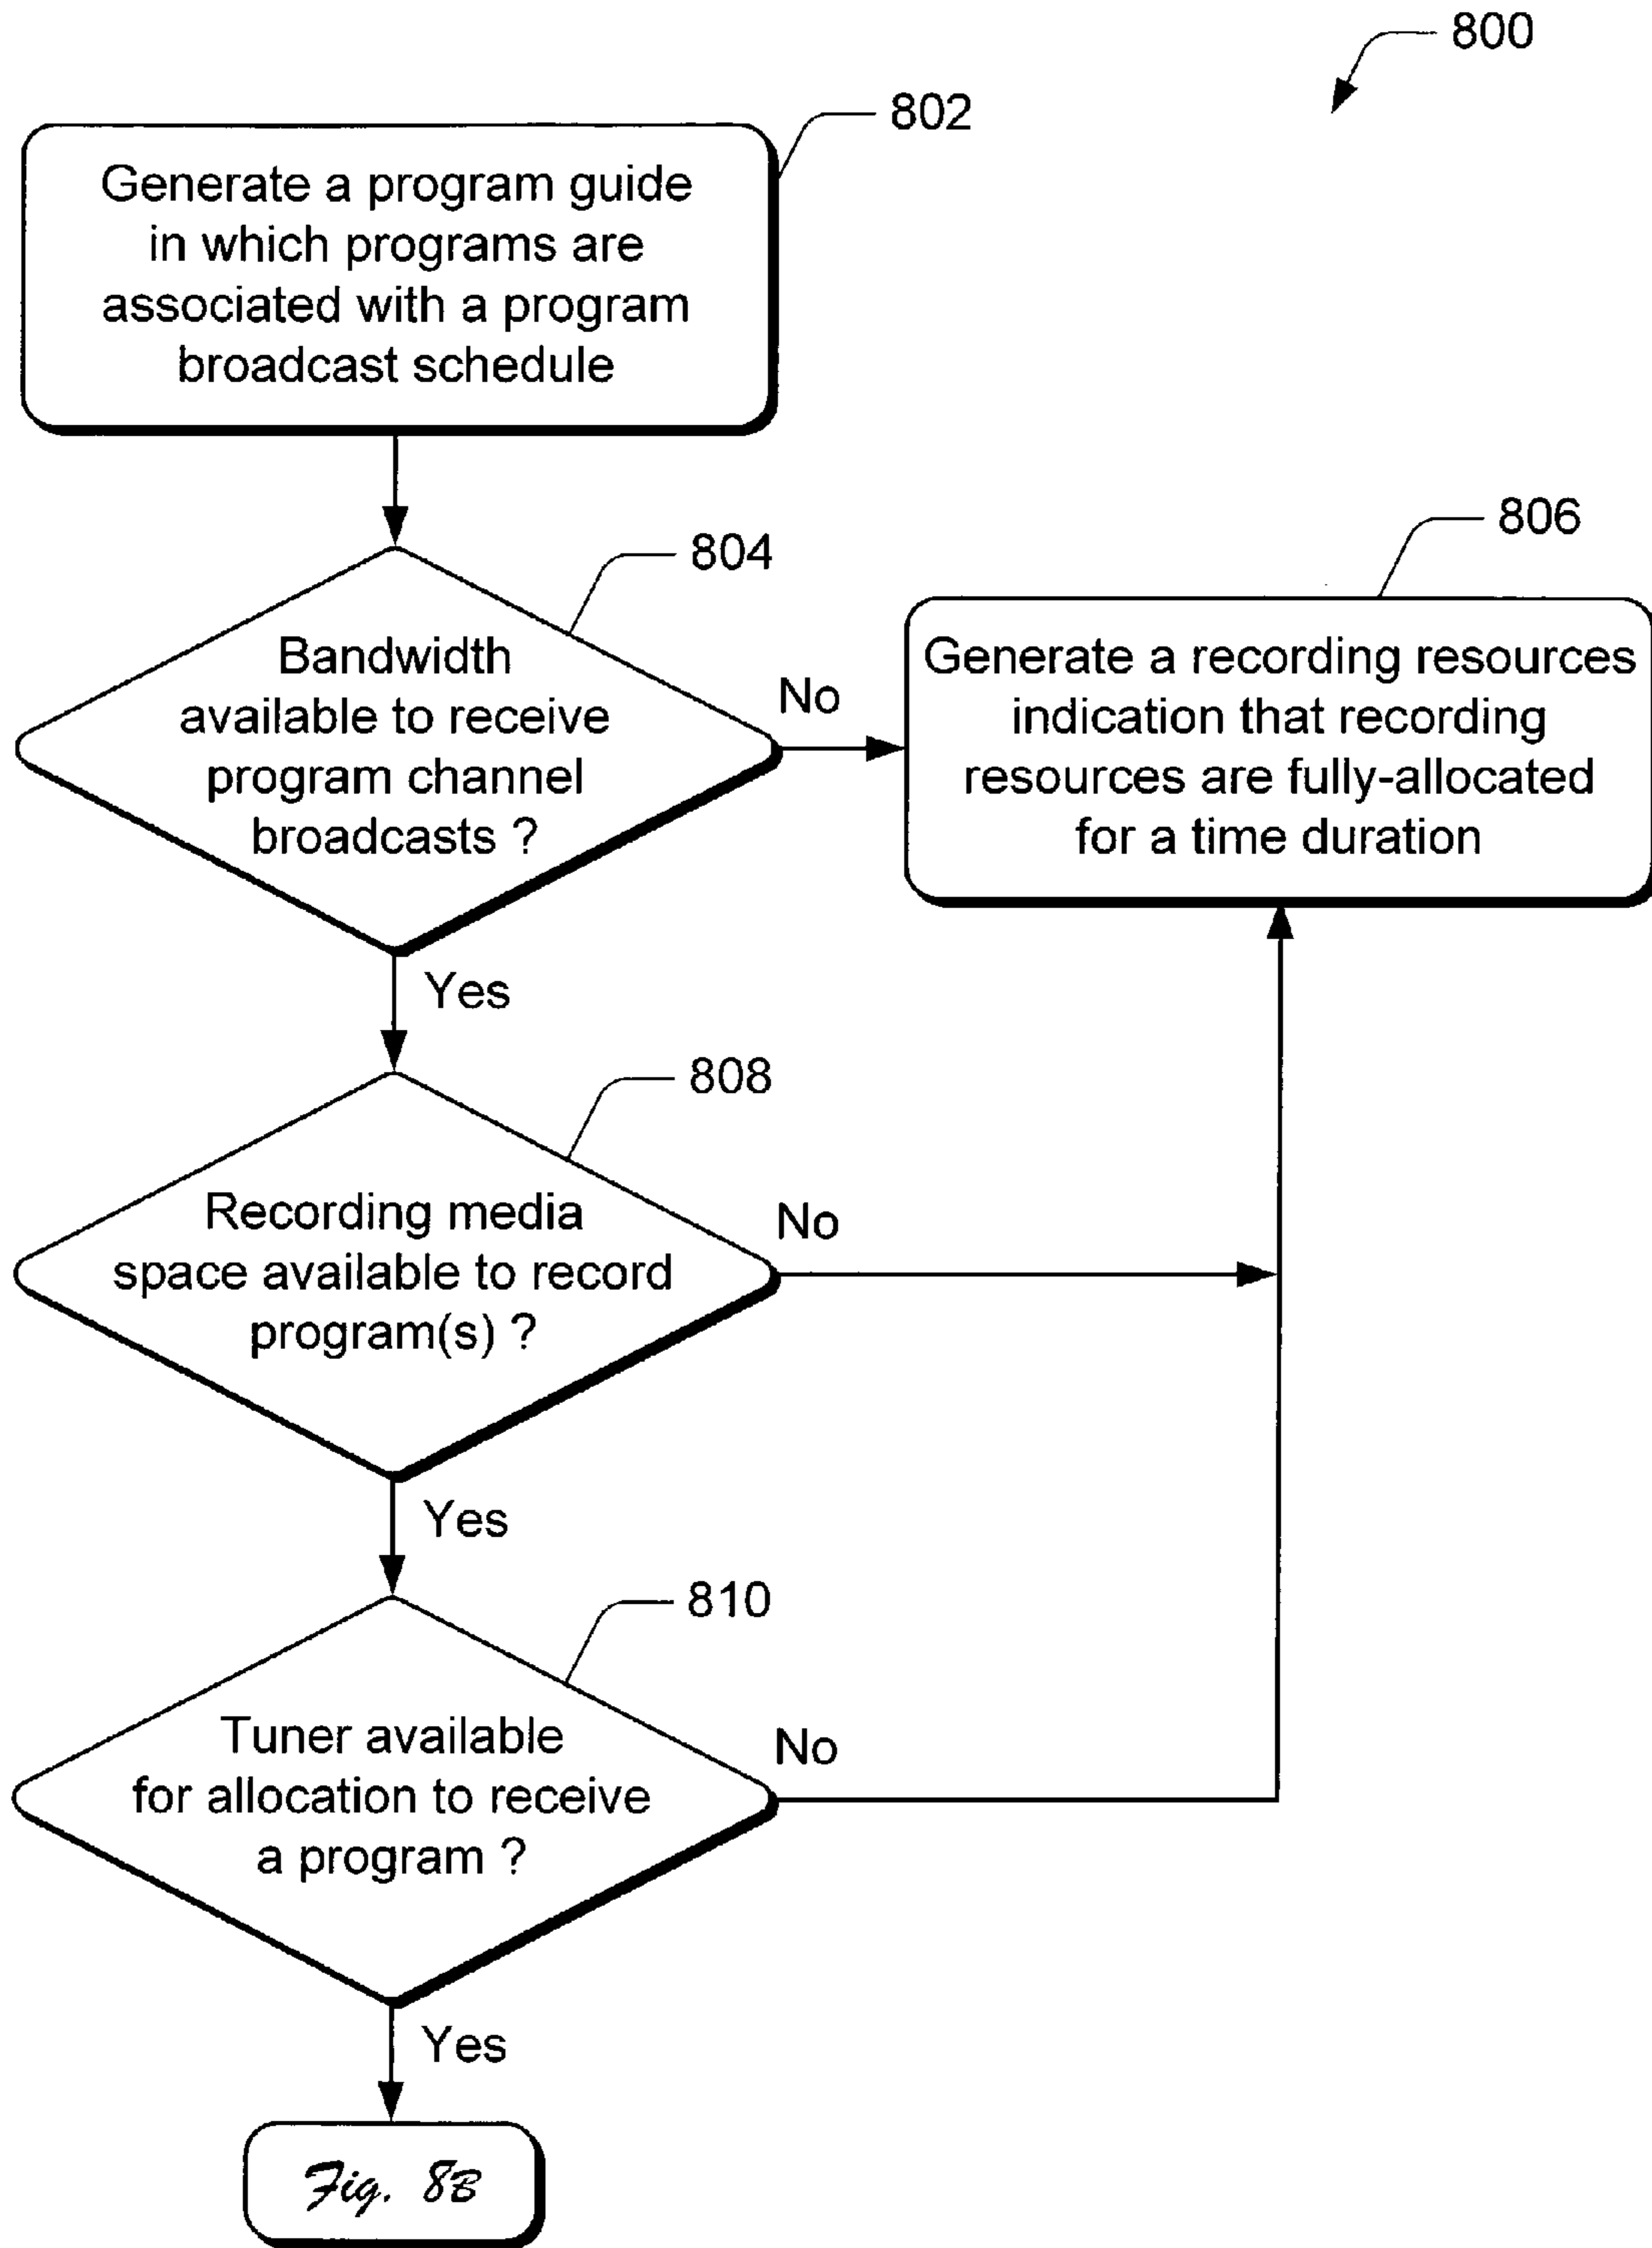 800
802
Generate a program guide
in which programs are
associated with a program
broadcast schedule
804
Bandwidth
available to receive
program channel
broadcasts ?
No
806
Generate a recording resources
indication that recording
resources are fully-allocated
for a time duration
Yes
808
Recording media
space available to record
program(s) ?
No
Yes
810
Tuner available
for allocation to receive
a program ?
No
Yes
Fig. 8B